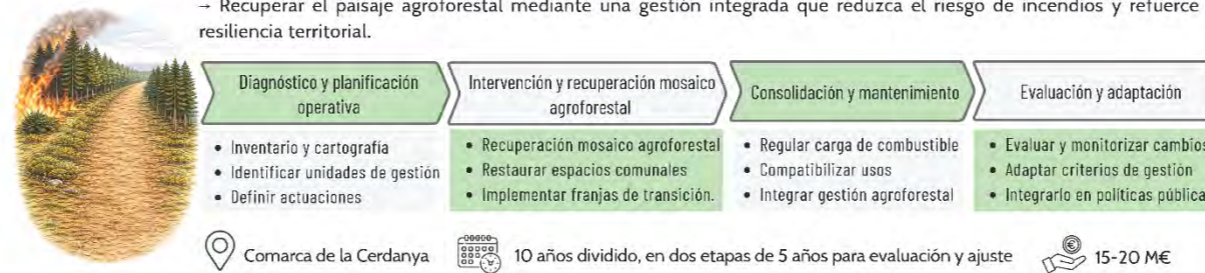 → Recuperar el paisaje agroforestal mediante una gestión integrada que reduzca el riesgo de incendios y refuerce
resiliencia territorial.
Diagnóstico y planificación
operativa
• Inventario y cartografía
• Identificar unidades de gestión
• Definir actuaciones
Intervención y recuperación mosaico
agroforestal
• Recuperación mosaico agroforestal
• Restaurar espacios comunales
• Implementar franjas de transición.
Consolidación y mantenimiento
• Regular carga de combustible
• Compatibilizar usos
• Integrar gestión agroforestal
Evaluación y adaptación
• Evaluar y monitorizar cambios
• Adaptar criterios de gestión
• Integrarlo en políticas pública
Comarca de la Cerdanya
10 años dividido, en dos etapas de 5 años para evaluación y ajuste
15-20 M€